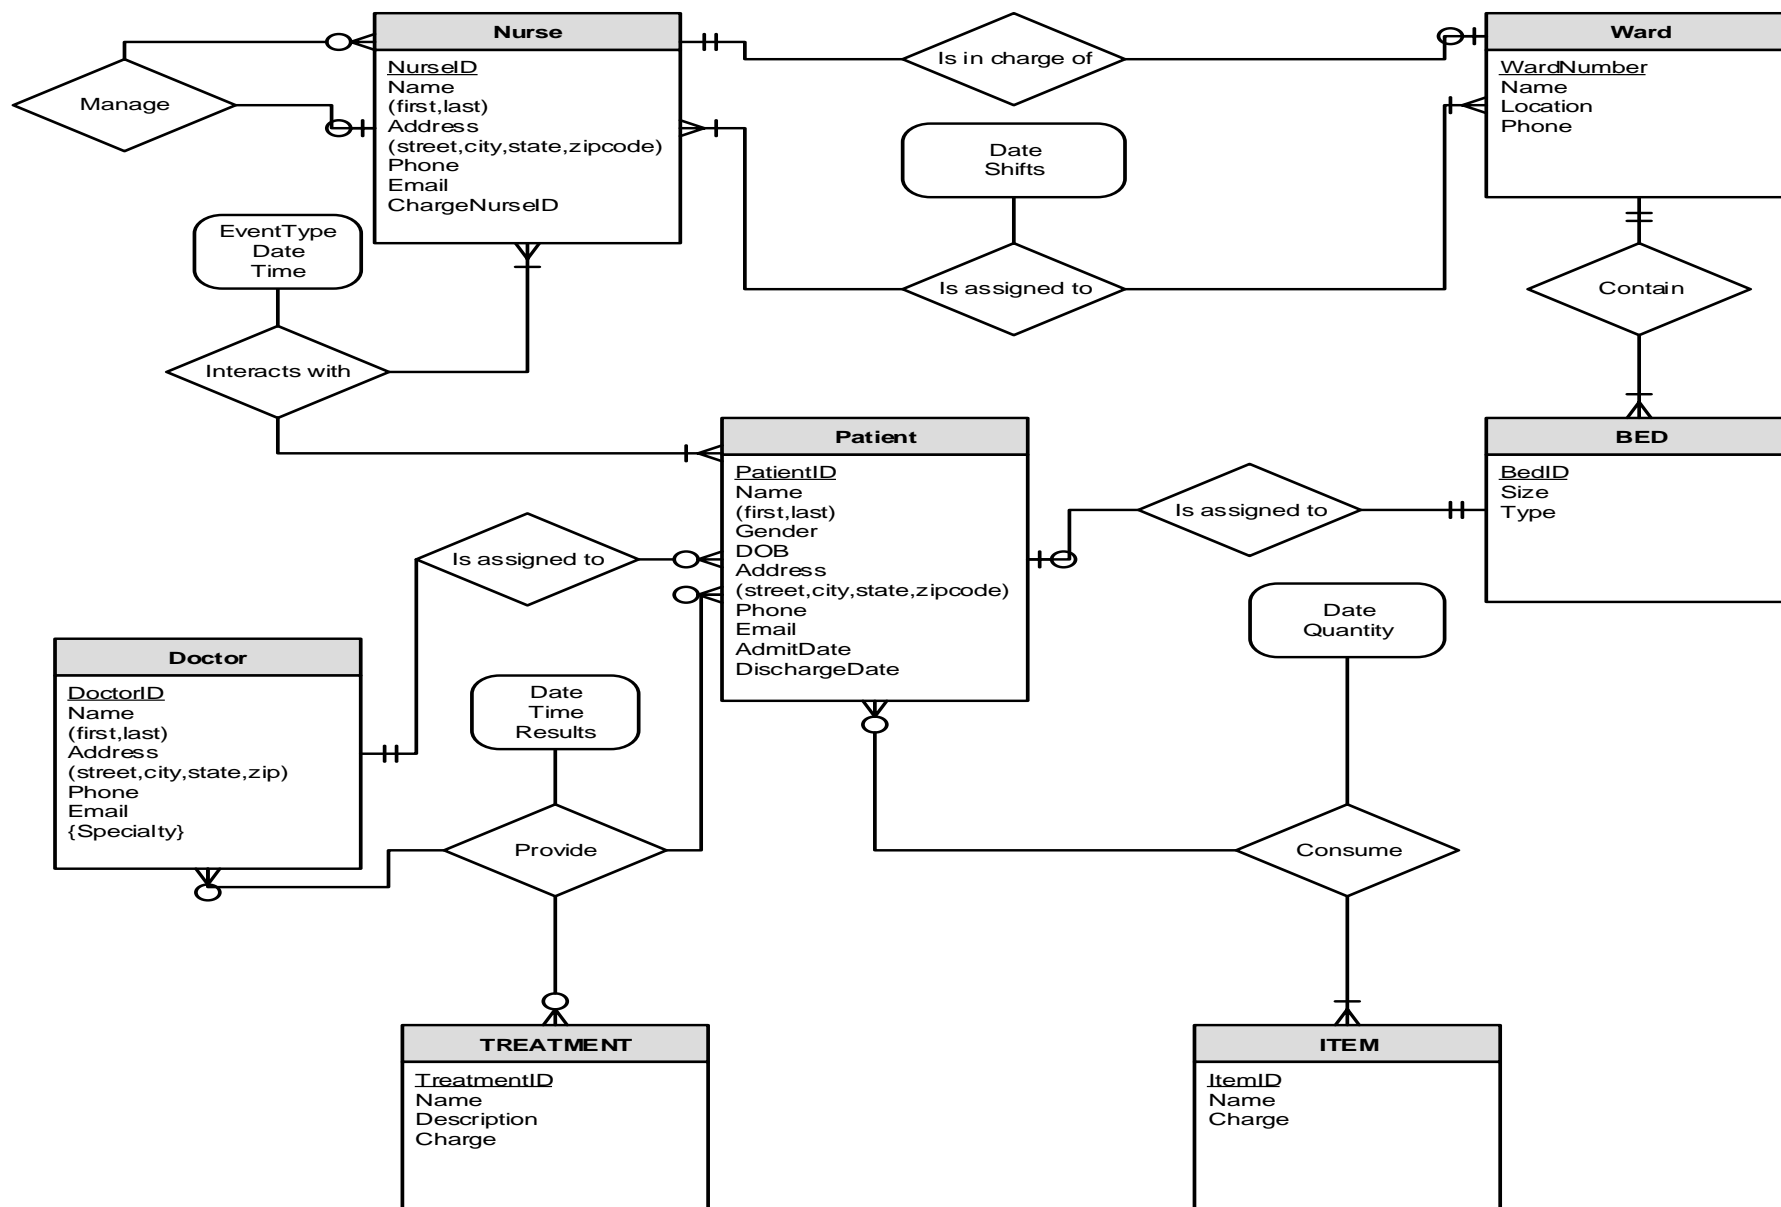 Nurse
NurseID
Name
(first,last)
Address
(street,city,state,zipcode)
Phone
Email
ChargeNurseID
Is in charge of
Ward
WardNumber
Name
Location
Phone
Manage
Date
Shifts
EventType
Date
Time
Is assigned to
Contain
Interacts with
Patient
PatientID
Name
(first,last)
Gender
DOB
Address
(street,city,state,zipcode)
Phone
Email
AdmitDate
DischargeDate
Is assigned to
BED
BedID
Size
Type
Is assigned to
Date
Quantity
Doctor
DoctorID
Name
(first,last)
Address
(street,city,state,zip)
Phone
Email
{Specialty}
Date
Time
Results
Provide
Consume
TREATMENT
TreatmentID
Name
Description
Charge
ITEM
ItemID
Name
Charge